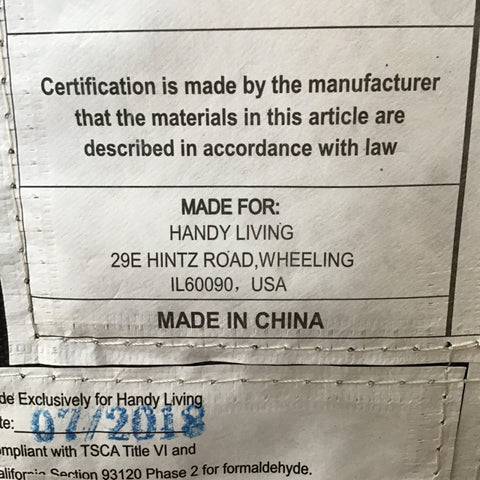 Certification is made by the manufacturer
that the materials in this article are
described in accordance with law
MADE FOR:
HANDY LIVING
29E HINTZ ROAD,WHEELING
IL60090, USA
MADE IN CHINA
de Exclusively for Handy Living
te: 07/2018
ompliant with TSCA Title VI and
alifornia Section 93120 Phase 2 for formaldehyde.